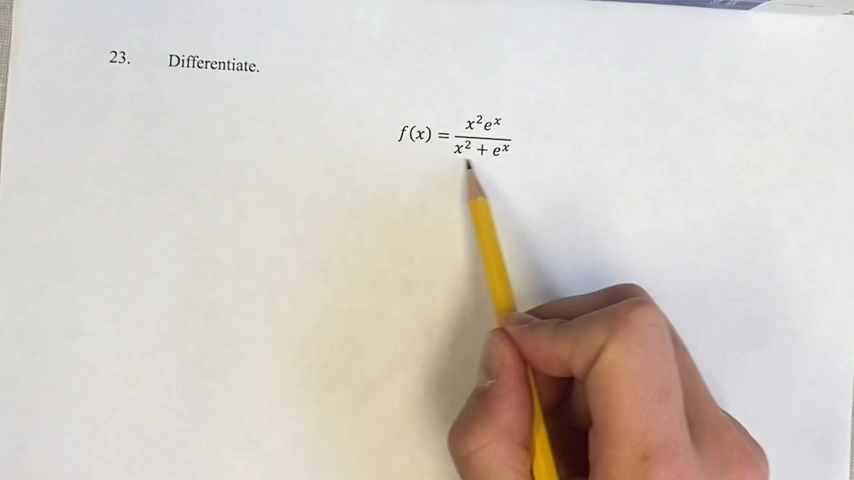 23. Differentiate.
f(x) = x²eˣ / x² + eˣ